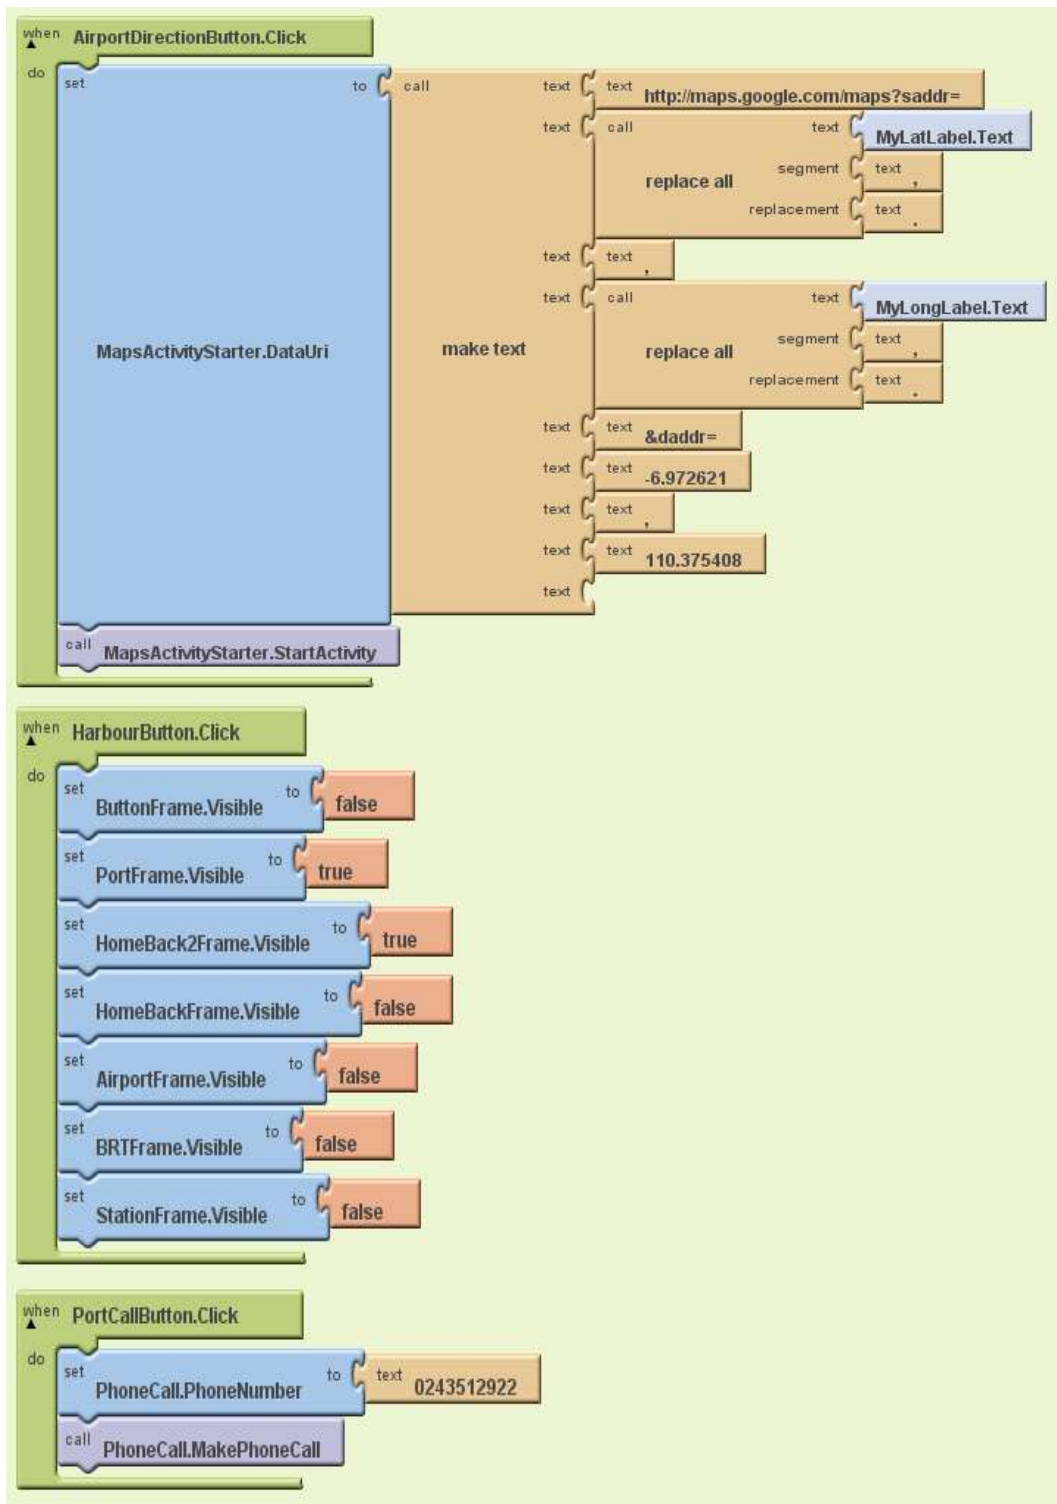 when AirportDirectionButton.Click
do set to call text text http://maps.google.com/maps?saddr=
text call text MyLatLabel.Text
replace all segment text ,
replacement text .
text text ,
text call text MyLongLabel.Text
MapsActivityStarter.DataUri make text replace all segment text ,
replacement text .
text text &daddr=
text text -6.972621
text text ,
text text 110.375408
text
call MapsActivityStarter.StartActivity
when HarbourButton.Click
do set ButtonFrame.Visible to false
set PortFrame.Visible to true
set HomeBack2Frame.Visible to true
set HomeBackFrame.Visible to false
set AirportFrame.Visible to false
set BRTFrame.Visible to false
set StationFrame.Visible to false
when PortCallButton.Click
do set PhoneCall.PhoneNumber to text 0243512922
call PhoneCall.MakePhoneCall